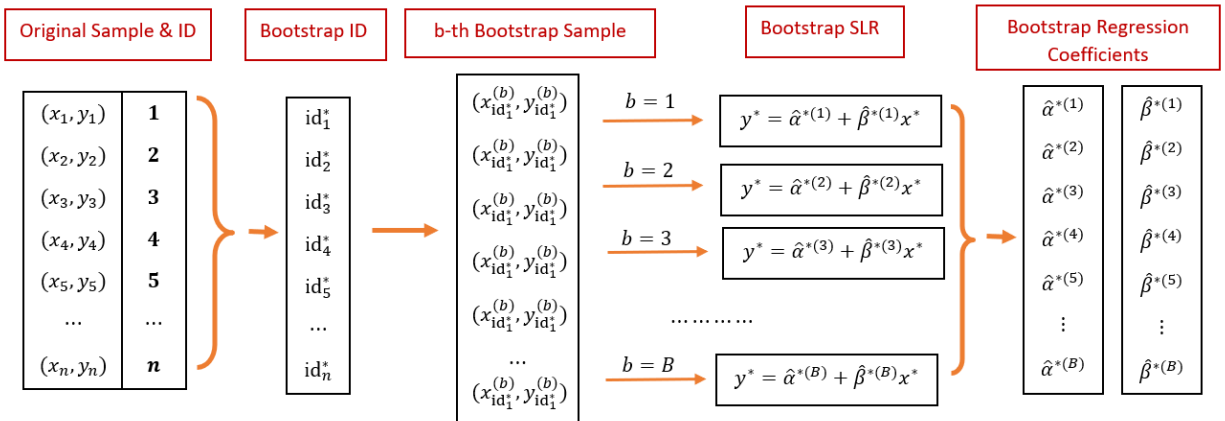 Original Sample & ID
Bootstrap ID
b-th Bootstrap Sample
Bootstrap SLR
Bootstrap Regression
Coefficients
(x₁, y₁) 1
(x₂, y₂) 2
(x₃, y₃) 3
(x₄, y₄) 4
(x₅, y₅) 5
... ...
(xₙ, yₙ) n
id₁*
id₂*
id₃*
id₄*
id₅*
...
idₙ*
(x_{id₁*}^{(b)}, y_{id₁*}^{(b)})
(x_{id₁*}^{(b)}, y_{id₁*}^{(b)})
(x_{id₁*}^{(b)}, y_{id₁*}^{(b)})
(x_{id₁*}^{(b)}, y_{id₁*}^{(b)})
(x_{id₁*}^{(b)}, y_{id₁*}^{(b)})
...
(x_{id₁*}^{(b)}, y_{id₁*}^{(b)})
b = 1
b = 2
b = 3
............
b = B
y* = α̂*⁽¹⁾ + β̂*⁽¹⁾x*
y* = α̂*⁽²⁾ + β̂*⁽²⁾x*
y* = α̂*⁽³⁾ + β̂*⁽³⁾x*
y* = α̂*⁽ᴮ⁾ + β̂*⁽ᴮ⁾x*
α̂*⁽¹⁾
α̂*⁽²⁾
α̂*⁽³⁾
α̂*⁽⁴⁾
α̂*⁽⁵⁾
⋮
α̂*⁽ᴮ⁾
β̂*⁽¹⁾
β̂*⁽²⁾
β̂*⁽³⁾
β̂*⁽⁴⁾
β̂*⁽⁵⁾
⋮
β̂*⁽ᴮ⁾